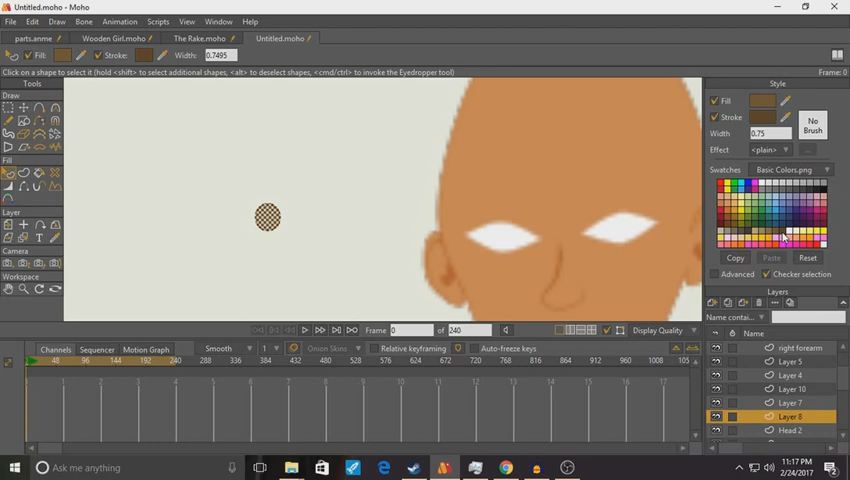 Untitled.moho - Moho
File Edit Draw Bone Animation Scripts View Window Help
parts.anme Wooden Girl.moho The Rake.moho Untitled.moho
Fill: Stroke: Width: 0.7495
Click on a shape to select it (hold <shift> to select additional shapes, <alt> to deselect shapes, <cmd/ctrl> to invoke the Eyedropper tool) Frame: 0
Tools
Draw
Fill
Layer
Camera
Workspace
Style
Fill
Stroke
No Brush
Width 0.75
Effect <plain> ...
Swatches Basic Colors.png
Copy Paste Reset
Advanced Checker selection
Layers
Name contai...
Name
right forearm
Layer 5
Layer 4
Layer 10
Layer 7
Layer 8
Head 2
Frame 0 of 240 Display Quality
Channels Sequencer Motion Graph Smooth 1 Onion Skins Relative keyframing Auto-freeze keys
48 96 144 192 240 288 336 384 432 480 528 576 624 672 720 768 816 864 912 960 1008 105
1 2 3 4 5 6 7 8 9 10 11 12 13 14 15 16 17
Ask me anything
11:17 PM
2/24/2017